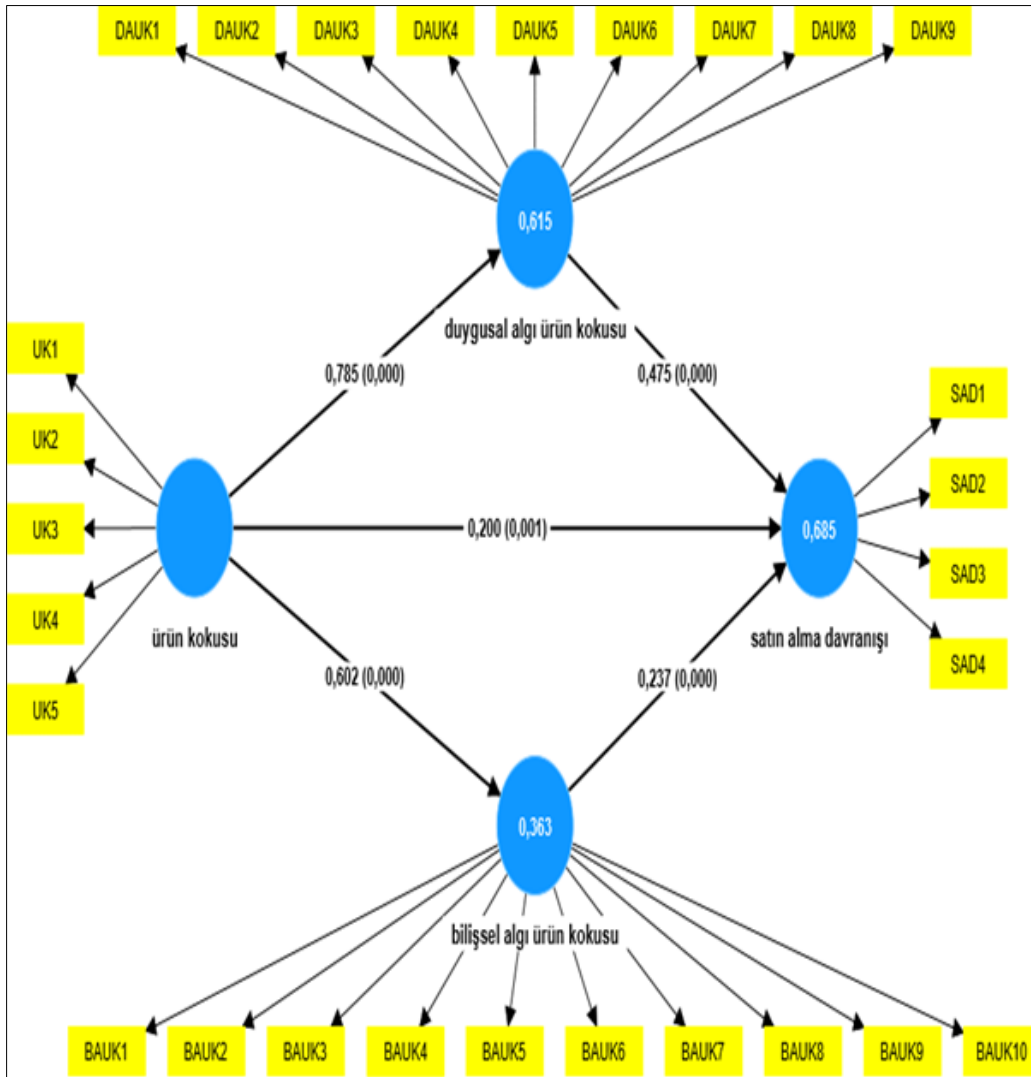 DAUK1
DAUK2
DAUK3
DAUK4
DAUK5
DAUK6
DAUK7
DAUK8
DAUK9
0,615
duygusal algı ürün kokusu
0,785 (0,000)
0,475 (0,000)
UK1
UK2
UK3
UK4
UK5
ürün kokusu
0,200 (0,001)
0,685
satın alma davranışı
SAD1
SAD2
SAD3
SAD4
0,602 (0,000)
0,237 (0,000)
0,363
bilişsel algı ürün kokusu
BAUK1
BAUK2
BAUK3
BAUK4
BAUK5
BAUK6
BAUK7
BAUK8
BAUK9
BAUK10